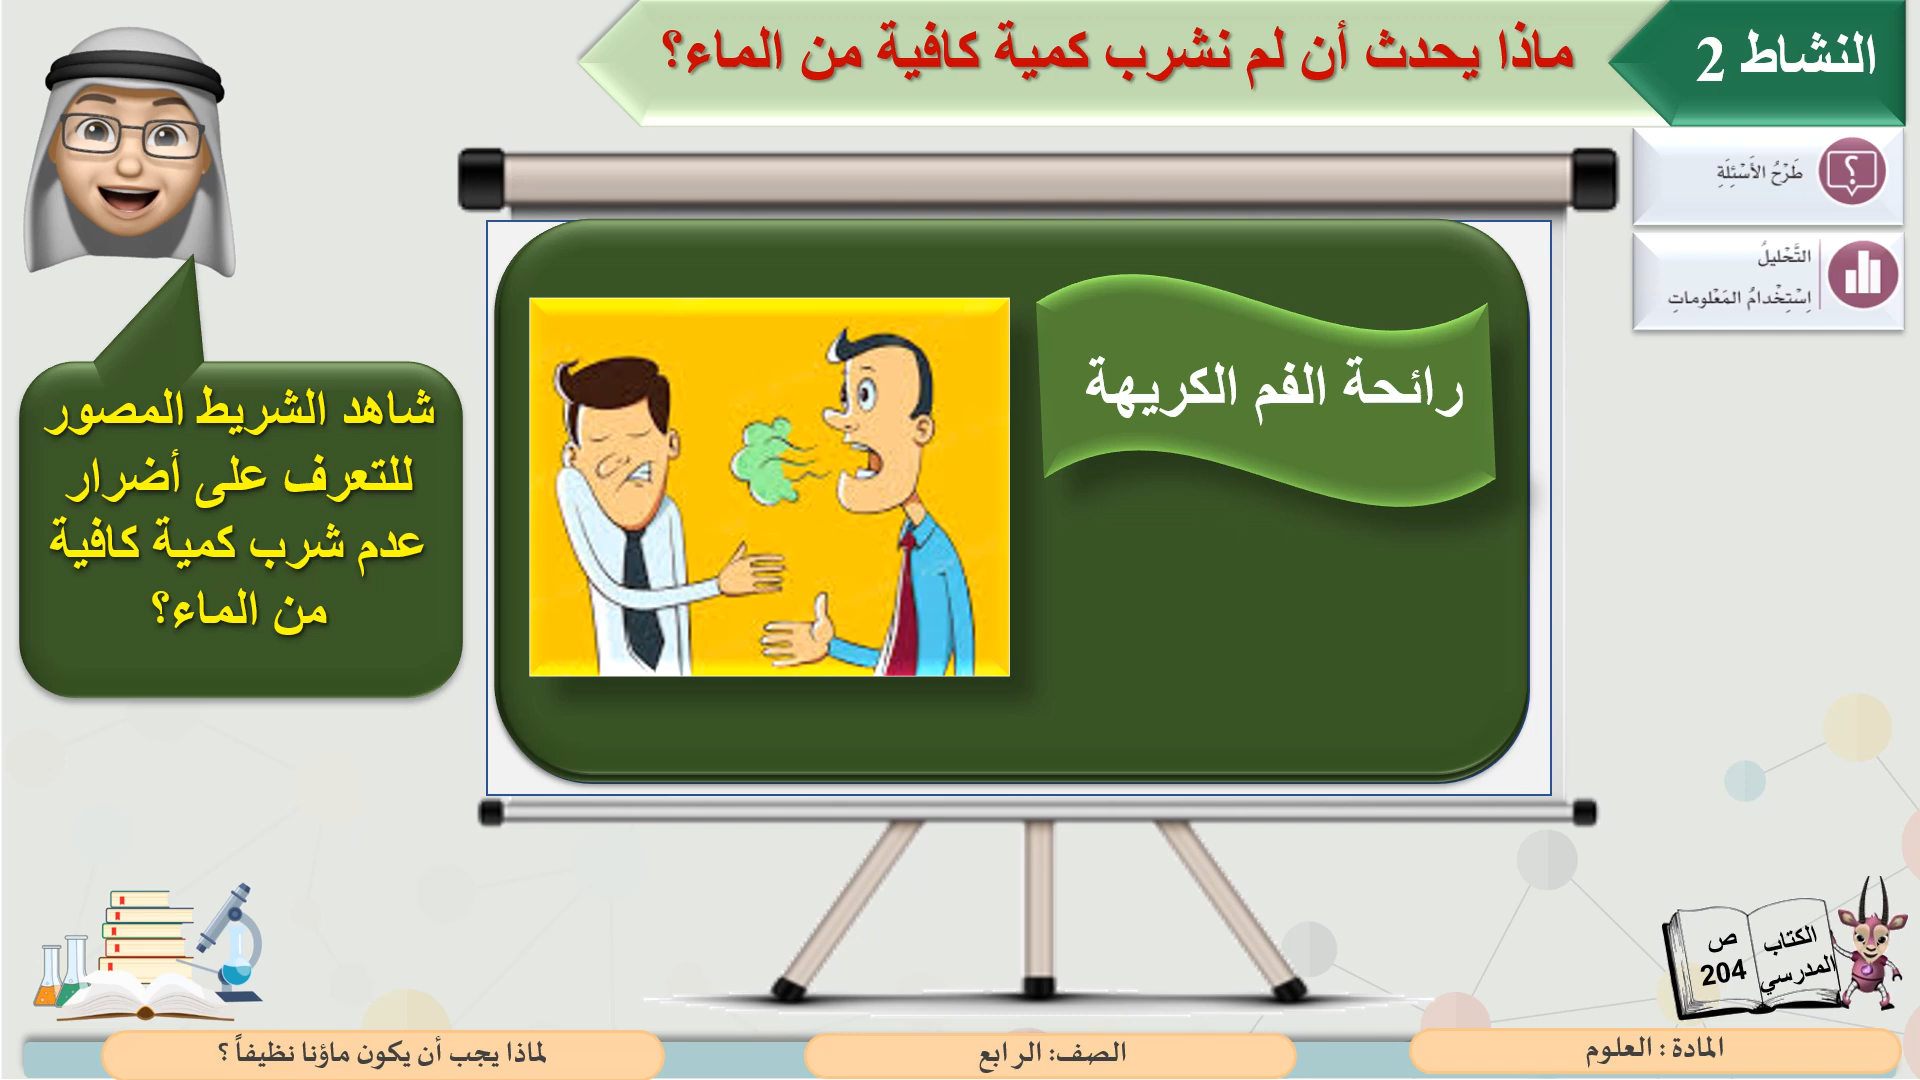 النشاط 2
ماذا يحدث أن لم نشرب كمية كافية من الماء؟
طَرْحُ الأَسْئِلَةِ
التَّحْليلُ
اِسْتِخْدامُ المَعْلوماتِ
رائحة الفم الكريهة
شاهد الشريط المصور
للتعرف على أضرار
عدم شرب كمية كافية
من الماء؟
الكتاب
المدرسي
ص
204
المادة : العلوم
الصف: الرابع
لماذا يجب أن يكون ماؤنا نظيفاً ؟